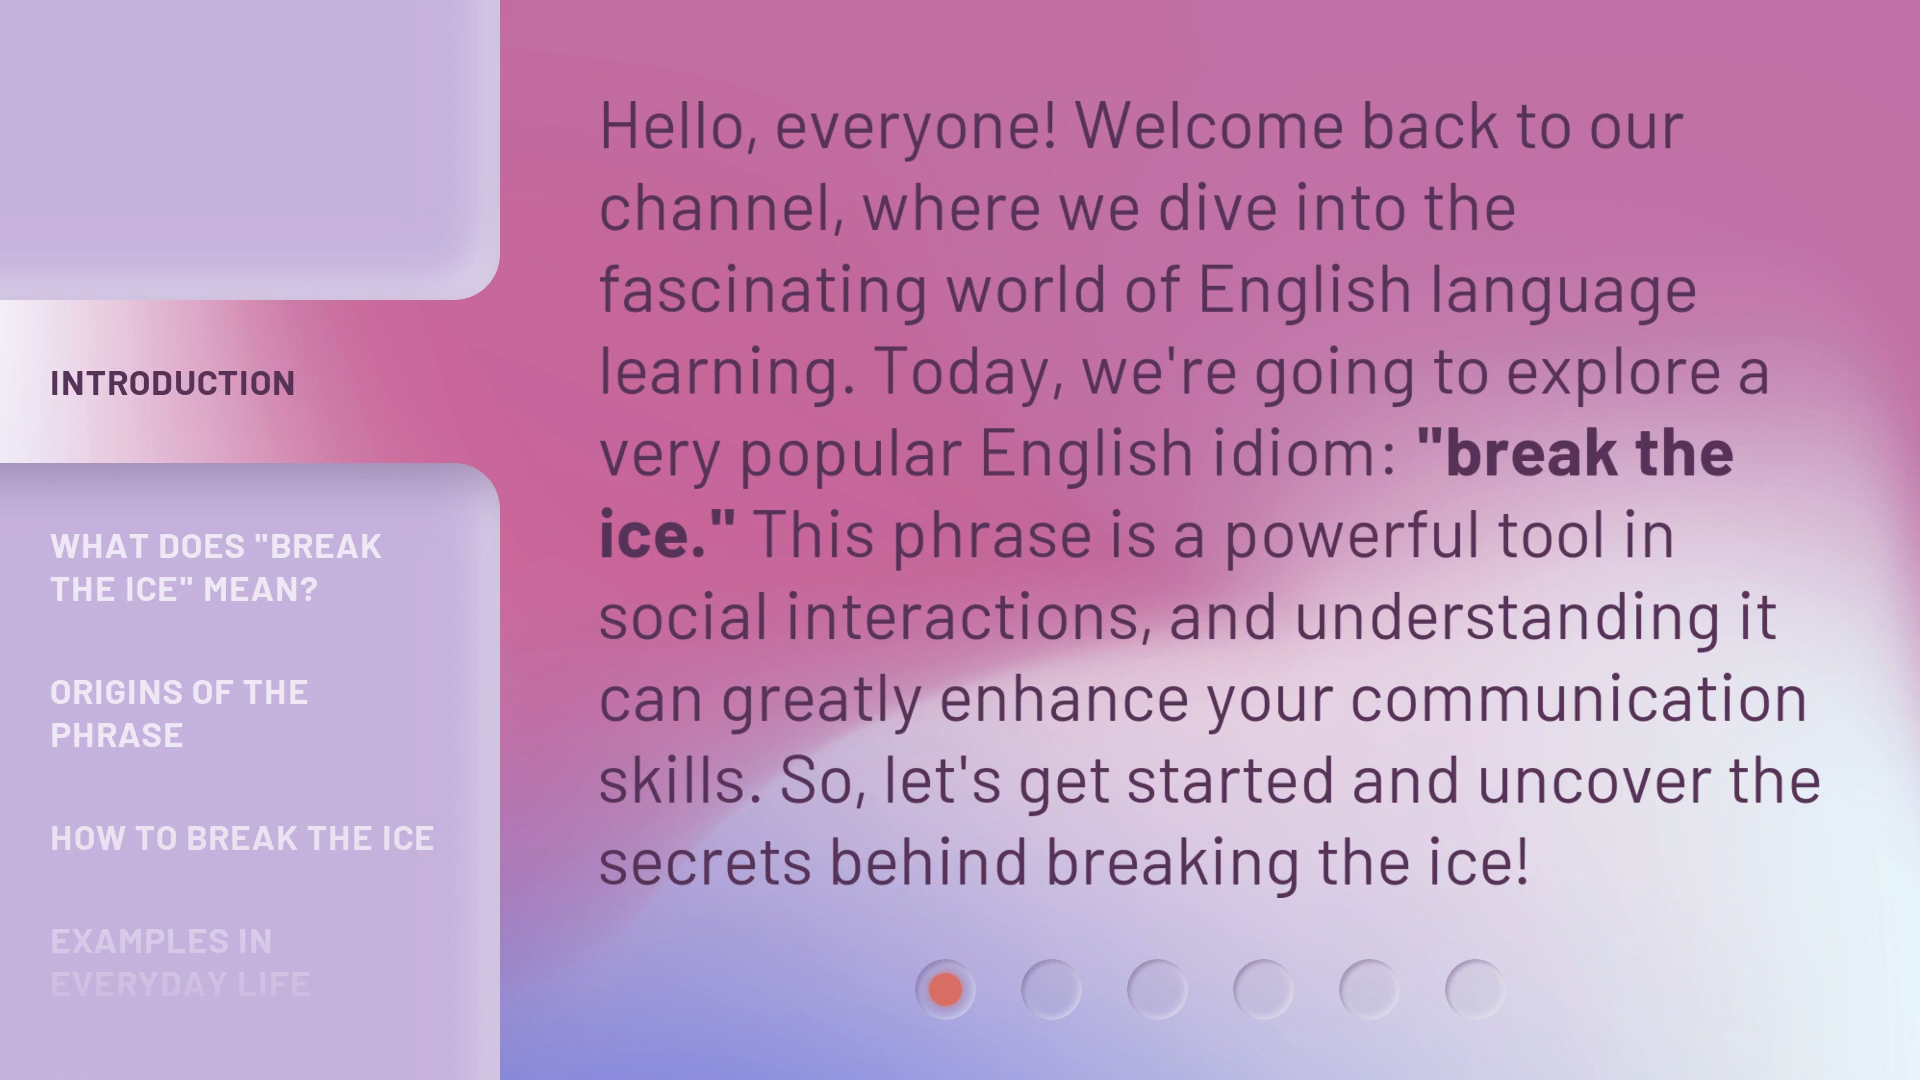 INTRODUCTION
WHAT DOES "BREAK
THE ICE" MEAN?
ORIGINS OF THE
PHRASE
HOW TO BREAK THE ICE
EXAMPLES IN
EVERYDAY LIFE
Hello, everyone! Welcome back to our
channel, where we dive into the
fascinating world of English language
learning. Today, we're going to explore a
very popular English idiom: "break the
ice." This phrase is a powerful tool in
social interactions, and understanding it
can greatly enhance your communication
skills. So, let's get started and uncover the
secrets behind breaking the ice!